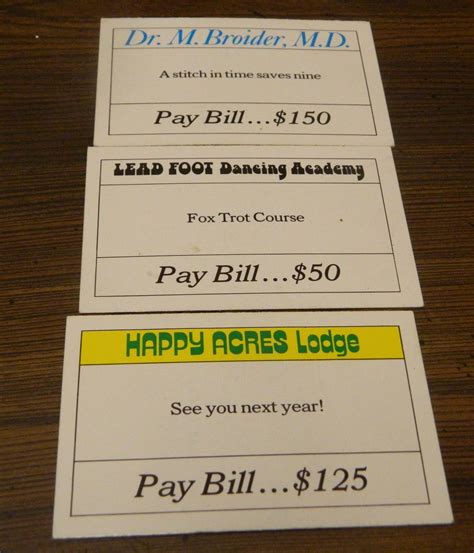 Dr. M. Broider, M.D.
A stitch in time saves nine
Pay Bill...$150
LEAD FOOT Dancing Academy
Fox Trot Course
Pay Bill...$50
HAPPY ACRES Lodge
See you next year!
Pay Bill...$125